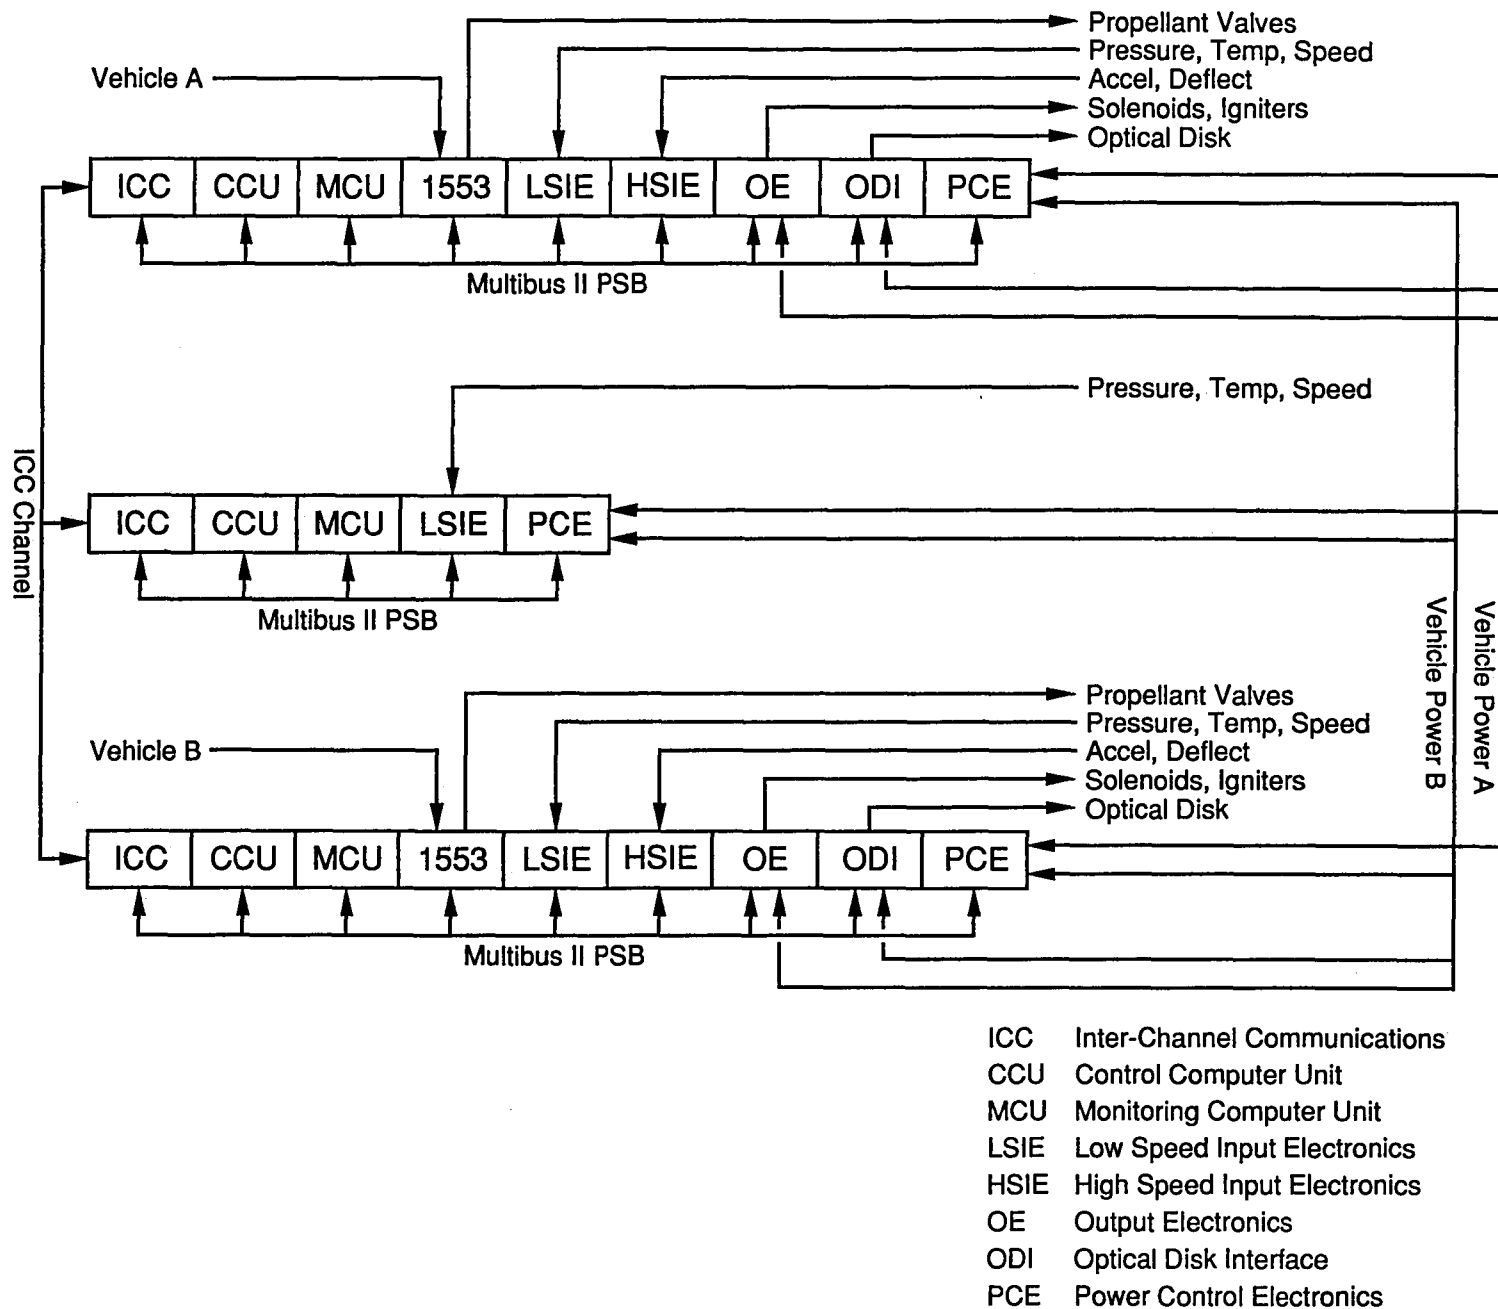 Propellant Valves
Pressure, Temp, Speed
Vehicle A
Accel, Deflect
Solenoids, Igniters
Optical Disk
ICC CCU MCU 1553 LSIE HSIE OE ODI PCE
Multibus II PSB
Pressure, Temp, Speed
ICC Channel
ICC CCU MCU LSIE PCE
Multibus II PSB
Vehicle Power B
Vehicle Power A
Propellant Valves
Pressure, Temp, Speed
Vehicle B
Accel, Deflect
Solenoids, Igniters
Optical Disk
ICC CCU MCU 1553 LSIE HSIE OE ODI PCE
Multibus II PSB
ICC Inter-Channel Communications
CCU Control Computer Unit
MCU Monitoring Computer Unit
LSIE Low Speed Input Electronics
HSIE High Speed Input Electronics
OE Output Electronics
ODI Optical Disk Interface
PCE Power Control Electronics